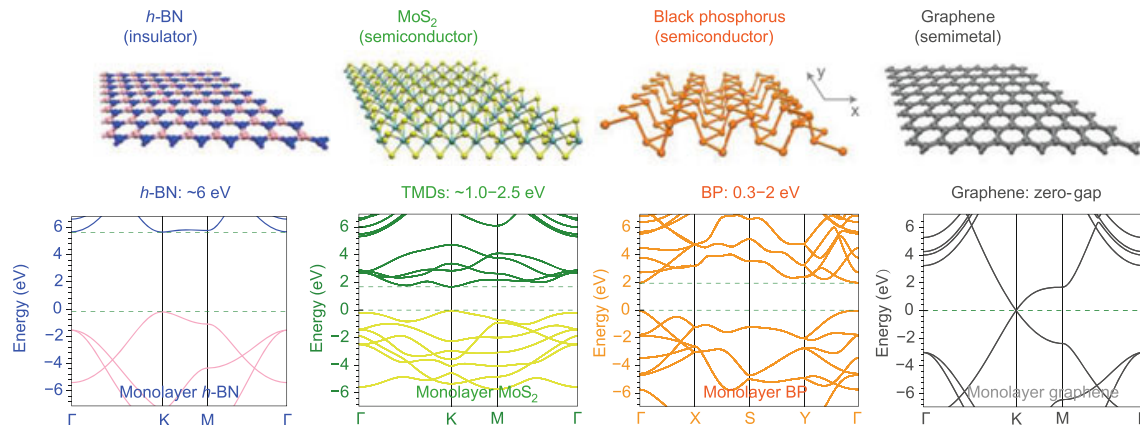 h-BN
(insulator)
MoS₂
(semiconductor)
Black phosphorus
(semiconductor)
Graphene
(semimetal)
y
x
h-BN: ~6 eV
TMDs: ~1.0−2.5 eV
BP: 0.3−2 eV
Graphene: zero-gap
Energy (eV)
6
4
2
0
−2
−4
−6
Monolayer h-BN
Γ K M Γ
Energy (eV)
6
4
2
0
−2
−4
−6
Monolayer MoS₂
Γ K M Γ
Energy (eV)
6
4
2
0
−2
−4
−6
Monolayer BP
Γ X S Y Γ
Energy (eV)
6
4
2
0
−2
−4
−6
Monolayer graphene
Γ K M Γ